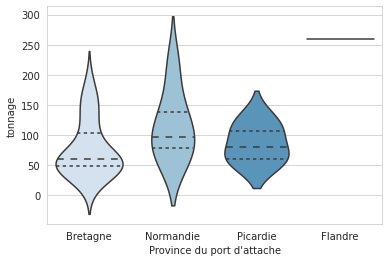 300
250
200
150
100
50
0
tonnage
Bretagne Normandie Picardie Flandre
Province du port d'attache